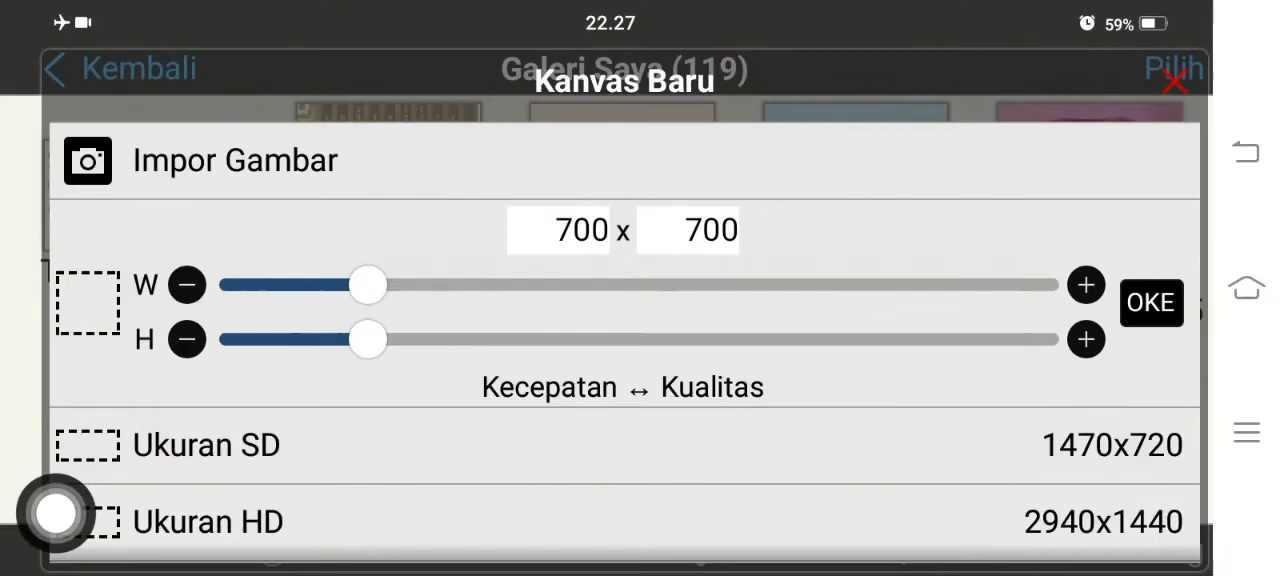 22.27
59%
Kembali
Galeri Saya (119)
Pilih
Kanvas Baru
Impor Gambar
700 x 700
W
H
OKE
Kecepatan ↔ Kualitas
Ukuran SD
1470x720
Ukuran HD
2940x1440